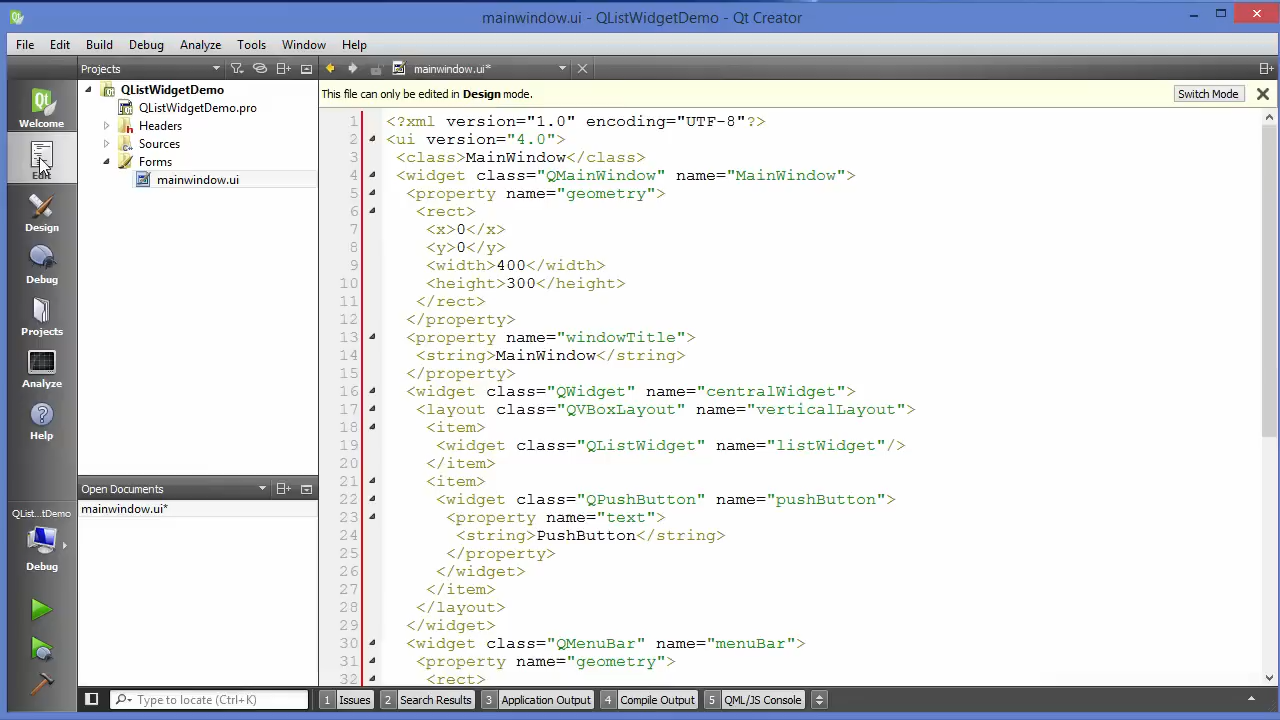 mainwindow.ui - QListWidgetDemo - Qt Creator
File Edit Build Debug Tools Analyze Tools Window Help
Projects
mainwindow.ui*
QListWidgetDemo
QListWidgetDemo.pro
Headers
Sources
Forms
mainwindow.ui
Qt
Welcome
Edit
Design
Debug
Projects
Analyze
Help
This file can only be edited in Design mode.
Switch Mode
1 <?xml version="1.0" encoding="UTF-8"?>
2 <ui version="4.0">
3 <class>MainWindow</class>
4 <widget class="QMainWindow" name="MainWindow">
5 <property name="geometry">
6 <rect>
7 <x>0</x>
8 <y>0</y>
9 <width>400</width>
10 <height>300</height>
11 </rect>
12 </property>
13 <property name="windowTitle">
14 <string>MainWindow</string>
15 </property>
16 <widget class="QWidget" name="centralWidget">
17 <layout class="QVBoxLayout" name="verticalLayout">
18 <item>
19 <widget class="QListWidget" name="listWidget"/>
20 </item>
21 <item>
22 <widget class="QPushButton" name="pushButton">
23 <property name="text">
24 <string>PushButton</string>
25 </property>
26 </widget>
27 </item>
28 </layout>
29 </widget>
30 <widget class="QMenuBar" name="menuBar">
31 <property name="geometry">
32 <rect>
Open Documents
mainwindow.ui*
QList...tDemo
Debug
Type to locate (Ctrl+K)
1 Issues
2 Search Results
3 Application Output
4 Compile Output
5 QML/JS Console